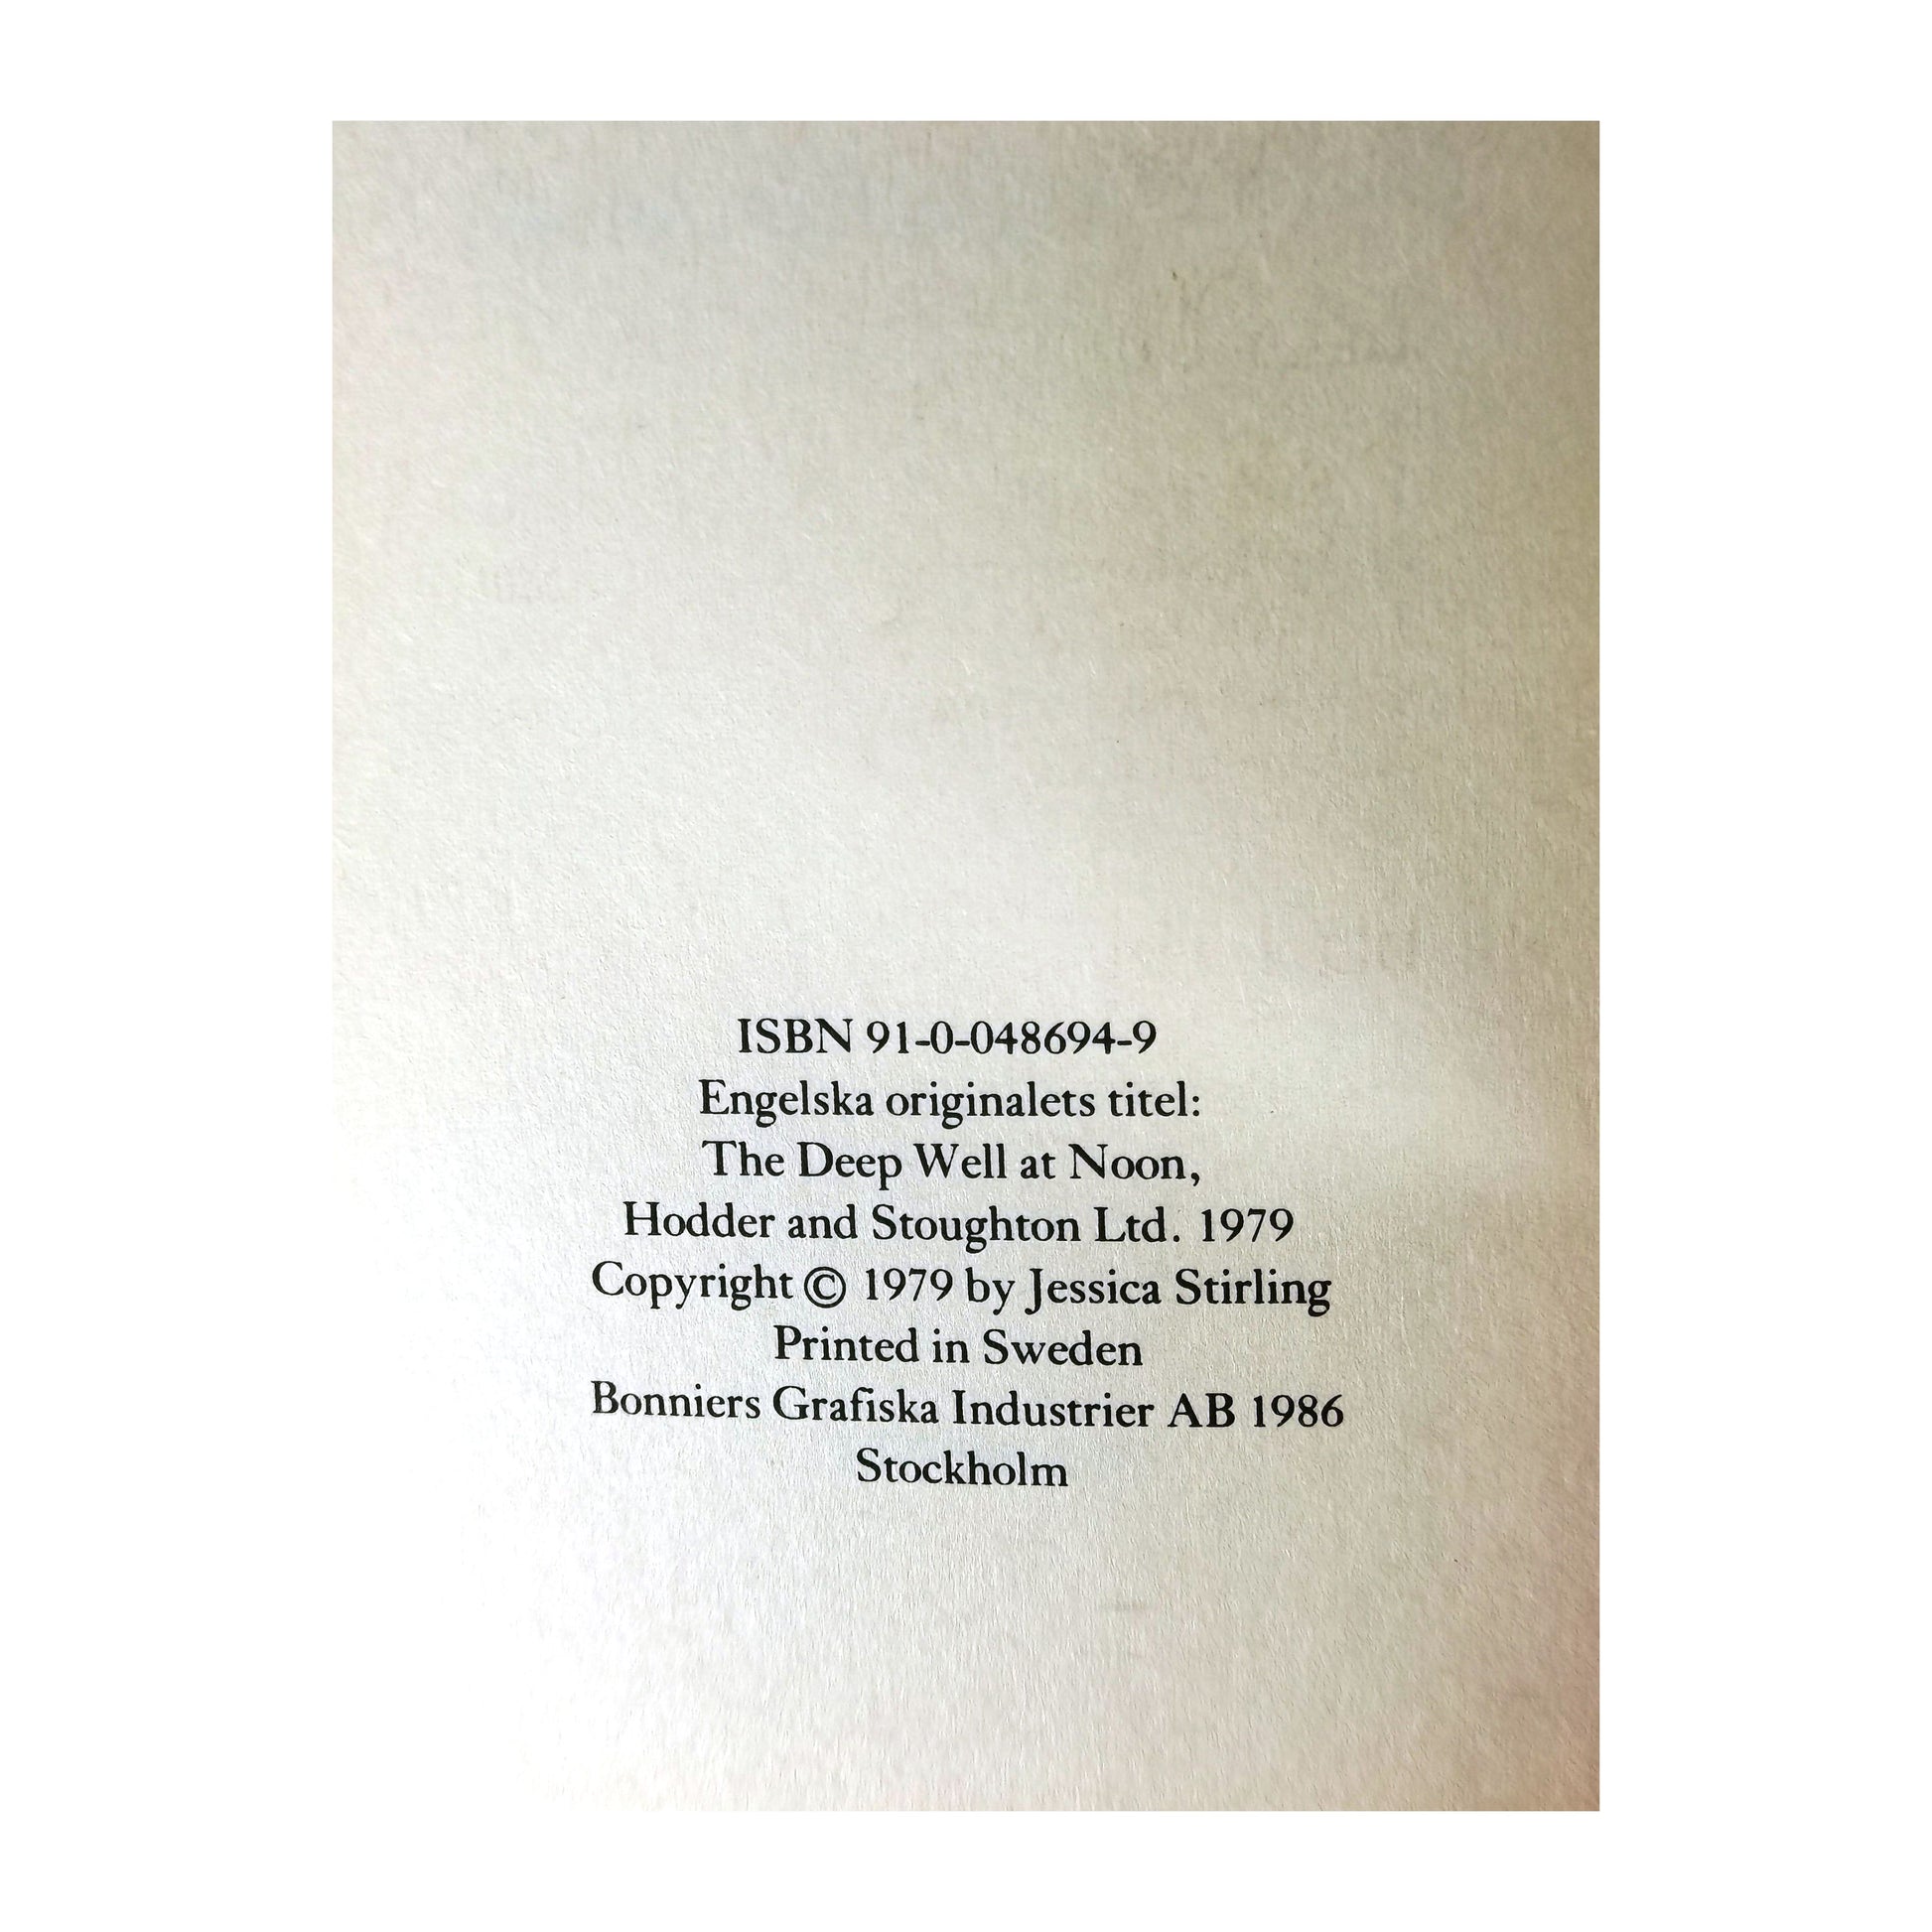 ISBN 91-0-048694-9
Engelska originalets titel:
The Deep Well at Noon,
Hodder and Stoughton Ltd. 1979
Copyright © 1979 by Jessica Stirling
Printed in Sweden
Bonniers Grafiska Industrier AB 1986
Stockholm